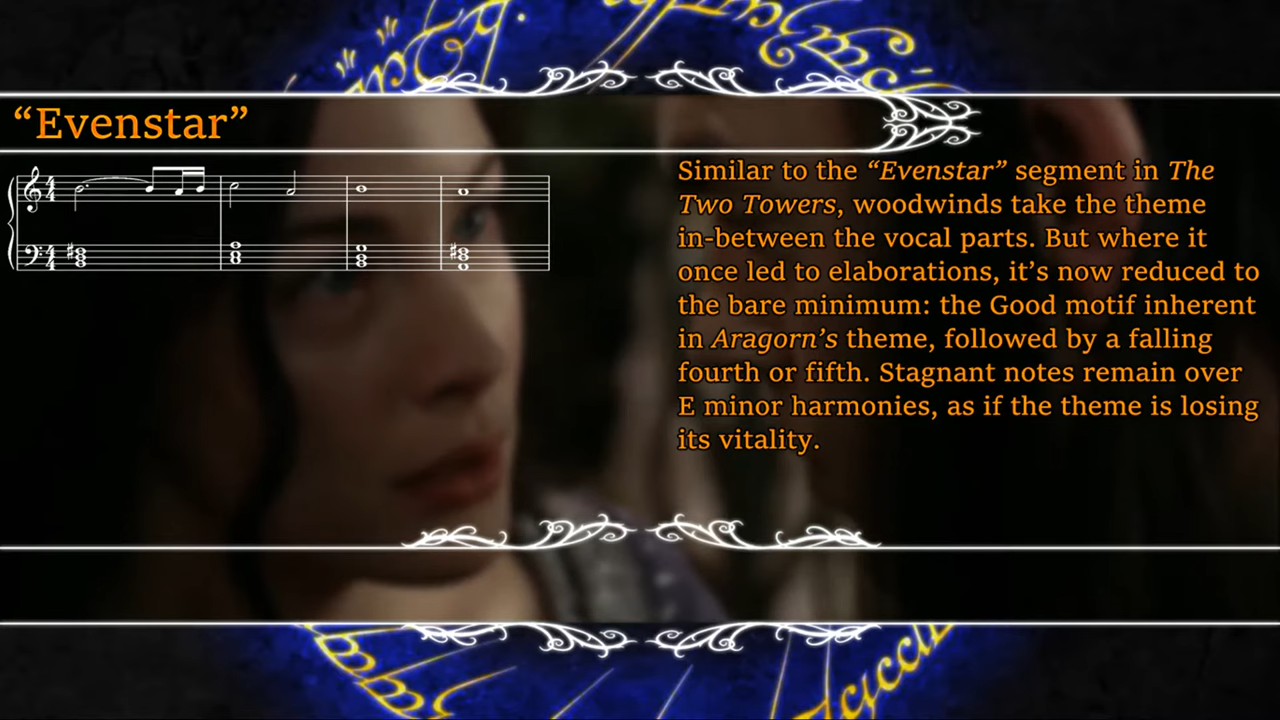 “Evenstar”
Similar to the “Evenstar” segment in The
Two Towers, woodwinds take the theme
in-between the vocal parts. But where it
once led to elaborations, it’s now reduced to
the bare minimum: the Good motif inherent
in Aragorn’s theme, followed by a falling
fourth or fifth. Stagnant notes remain over
E minor harmonies, as if the theme is losing
its vitality.